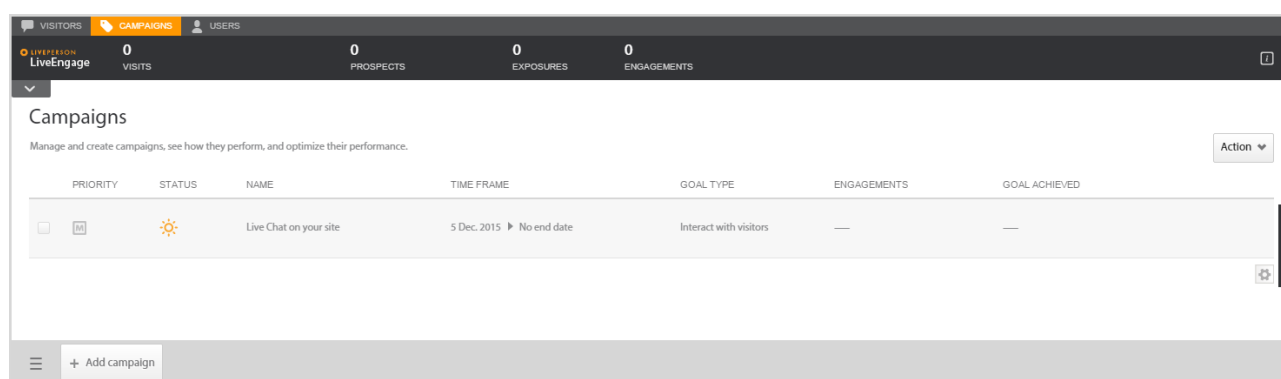 VISITORS CAMPAIGNS USERS
LIVEPERSON
LiveEngage
0 0 0 0
VISITS PROSPECTS EXPOSURES ENGAGEMENTS
i
Campaigns
Manage and create campaigns, see how they perform, and optimize their performance.
Action
PRIORITY STATUS NAME TIME FRAME GOAL TYPE ENGAGEMENTS GOAL ACHIEVED
M Live Chat on your site 5 Dec. 2015 No end date Interact with visitors — —
+ Add campaign